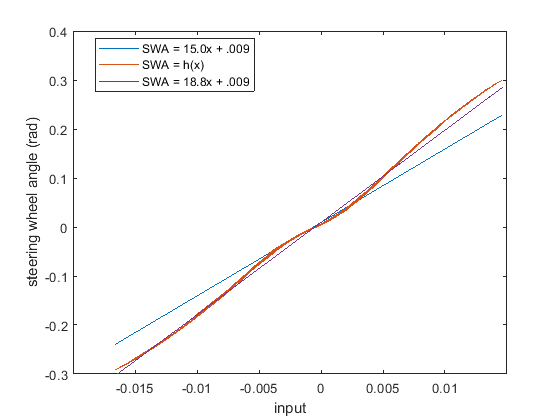 0.4
SWA = 15.0x + .009
SWA = h(x)
SWA = 18.8x + .009
0.3
0.2
0.1
0
-0.1
-0.2
-0.3
steering wheel angle (rad)
-0.015 -0.01 -0.005 0 0.005 0.01
input